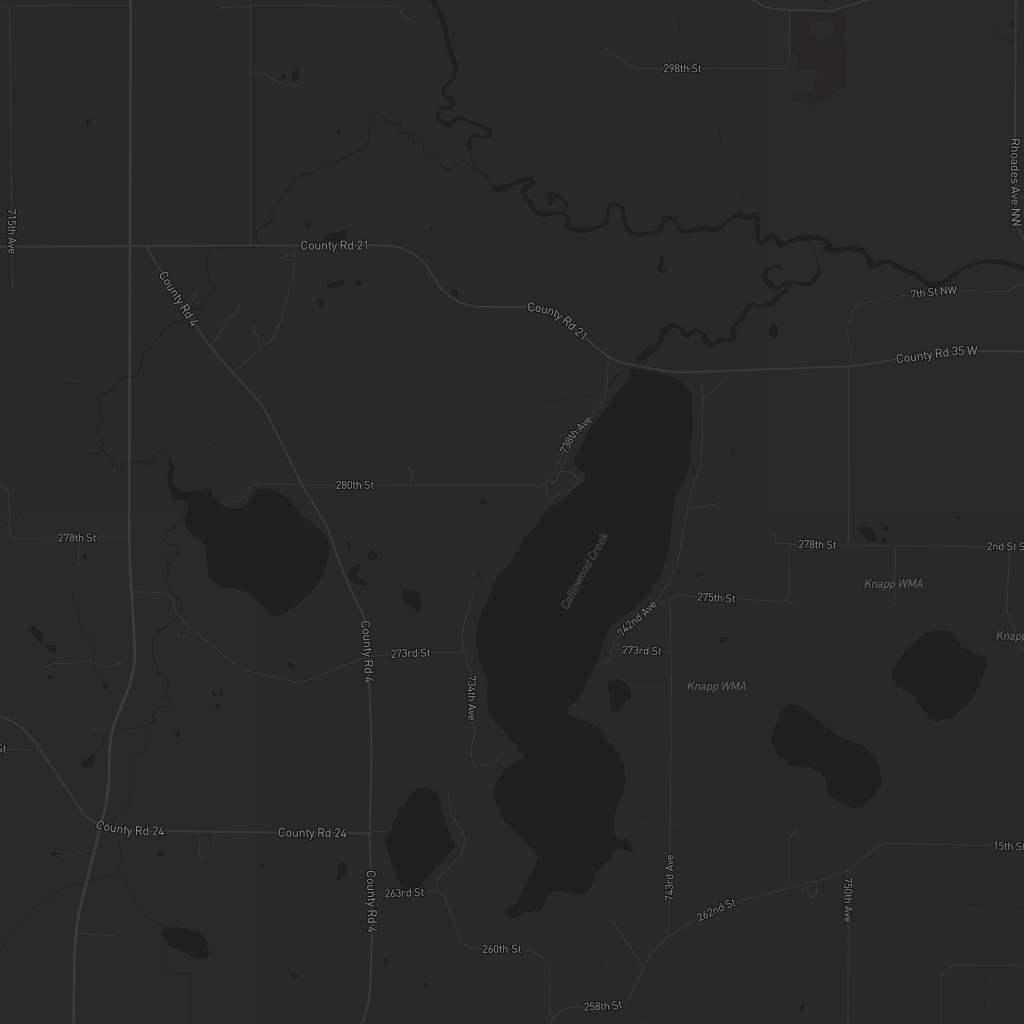 298th St
Rhoades Ave NW
715th Ave
County Rd 21
County Rd 4
7th St NW
County Rd 21
County Rd 35 W
738th Ave
280th St
278th St
278th St
2nd St S
Collinwood Creek
Knapp WMA
275th St
742nd Ave
Knapp
County Rd 4
273rd St
273rd St
734th Ave
Knapp WMA
St
County Rd 24
County Rd 24
15th St
743rd Ave
County Rd 4
263rd St
750th Ave
262nd St
260th St
258th St